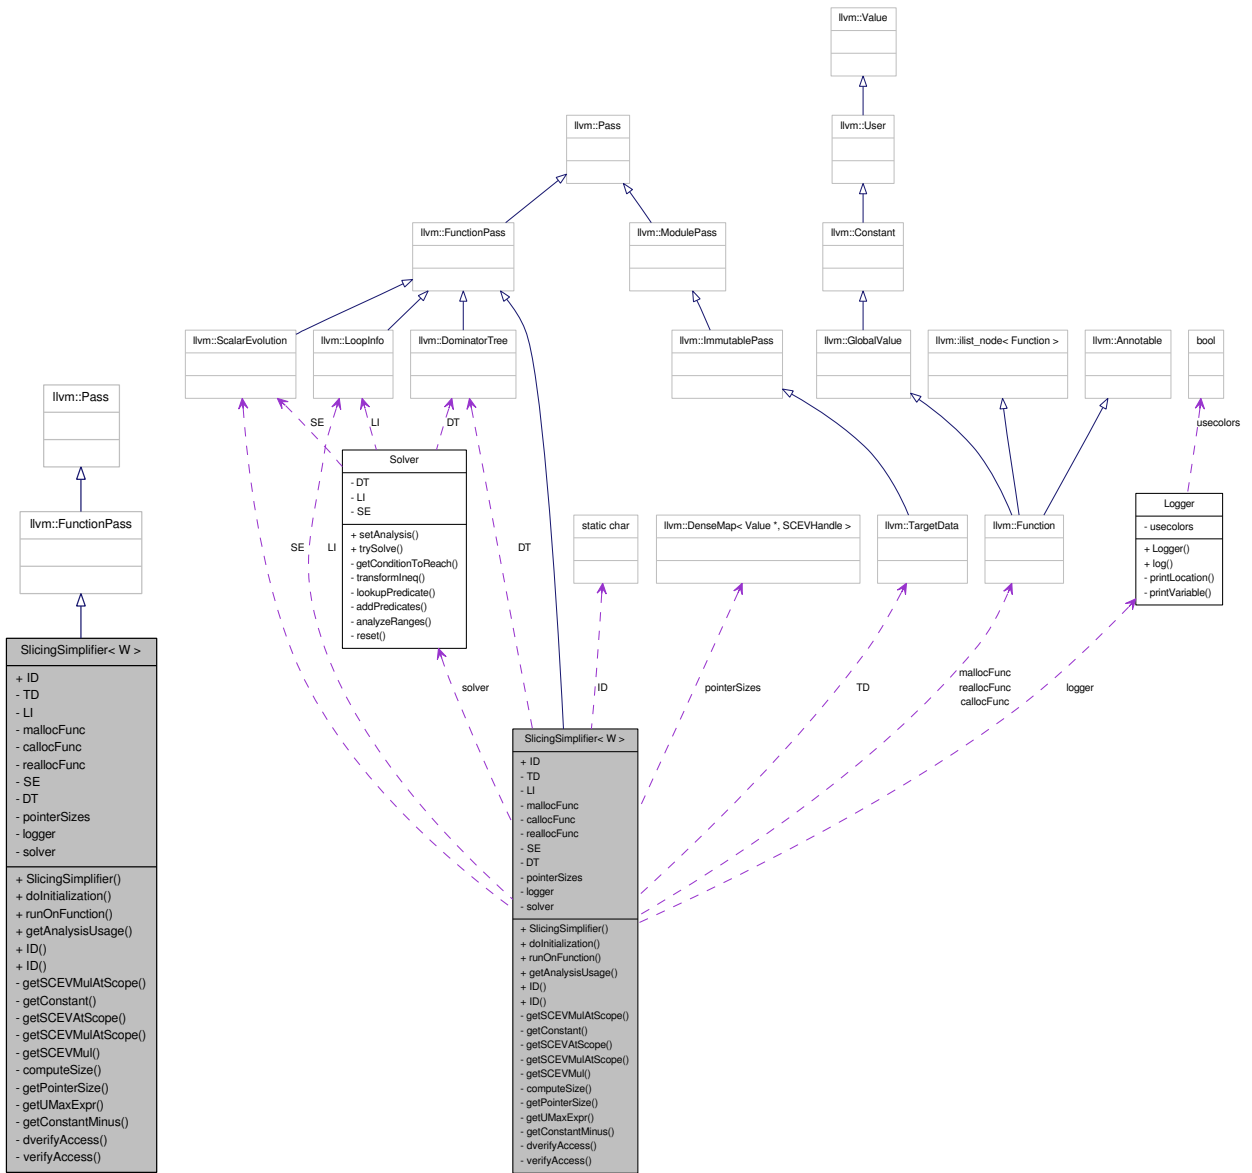 llvm::Value
llvm::Pass
llvm::User
llvm::FunctionPass
llvm::ModulePass
llvm::Constant
llvm::ScalarEvolution
llvm::LoopInfo
llvm::DominatorTree
llvm::ImmutablePass
llvm::GlobalValue
llvm::ilist_node< Function >
llvm::Annotable
bool
SE
LI
DT
usecolors
Solver
- DT
- LI
- SE
+ setAnalysis()
+ trySolve()
- getConditionToReach()
- transformIneq()
- lookupPredicate()
- addPredicates()
- analyzeRanges()
- reset()
static char
llvm::DenseMap< Value *, SCEVHandle >
llvm::TargetData
llvm::Function
Logger
- usecolors
+ Logger()
+ log()
- printLocation()
- printVariable()
SE
LI
DT
solver
ID
pointerSizes
TD
mallocFunc
reallocFunc
callocFunc
logger
llvm::Pass
llvm::FunctionPass
SlicingSimplifier< W >
+ ID
- TD
- LI
- mallocFunc
- callocFunc
- reallocFunc
- SE
- DT
- pointerSizes
- logger
- solver
+ SlicingSimplifier()
+ doInitialization()
+ runOnFunction()
+ getAnalysisUsage()
+ ID()
+ ID()
- getSCEVMulAtScope()
- getConstant()
- getSCEVAtScope()
- getSCEVMulAtScope()
- getSCEVMul()
- computeSize()
- getPointerSize()
- getUMaxExpr()
- getConstantMinus()
- dverifyAccess()
- verifyAccess()
SlicingSimplifier< W >
+ ID
- TD
- LI
- mallocFunc
- callocFunc
- reallocFunc
- SE
- DT
- pointerSizes
- logger
- solver
+ SlicingSimplifier()
+ doInitialization()
+ runOnFunction()
+ getAnalysisUsage()
+ ID()
+ ID()
- getSCEVMulAtScope()
- getConstant()
- getSCEVAtScope()
- getSCEVMulAtScope()
- getSCEVMul()
- computeSize()
- getPointerSize()
- getUMaxExpr()
- getConstantMinus()
- dverifyAccess()
- verifyAccess()